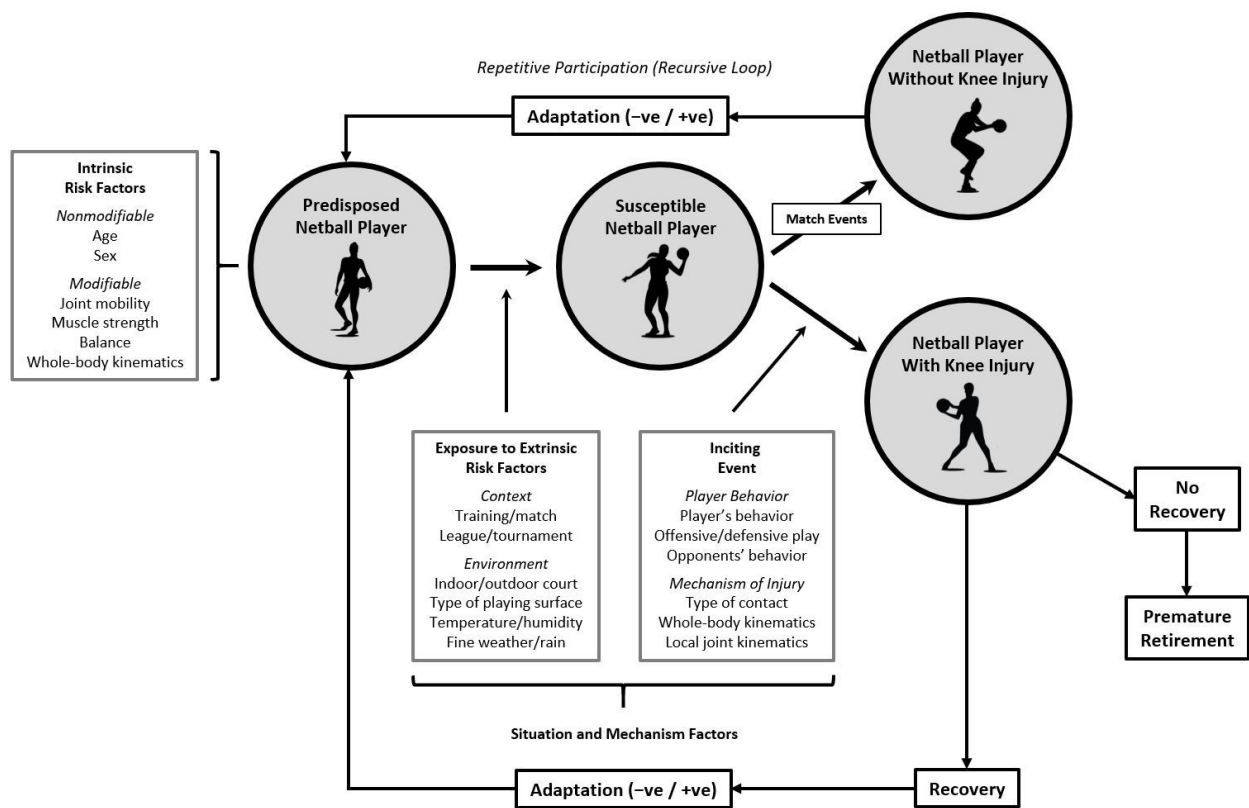 Repetitive Participation (Recursive Loop)
Adaptation (−ve / +ve)
Netball Player
Without Knee Injury
Intrinsic
Risk Factors
Nonmodifiable
Age
Sex
Modifiable
Joint mobility
Muscle strength
Balance
Whole-body kinematics
Predisposed
Netball Player
Susceptible
Netball Player
Match Events
Netball Player
With Knee Injury
Exposure to Extrinsic
Risk Factors
Context
Training/match
League/tournament
Environment
Indoor/outdoor court
Type of playing surface
Temperature/humidity
Fine weather/rain
Inciting
Event
Player Behavior
Player’s behavior
Offensive/defensive play
Opponents’ behavior
Mechanism of Injury
Type of contact
Whole-body kinematics
Local joint kinematics
No
Recovery
Premature
Retirement
Situation and Mechanism Factors
Adaptation (−ve / +ve)
Recovery